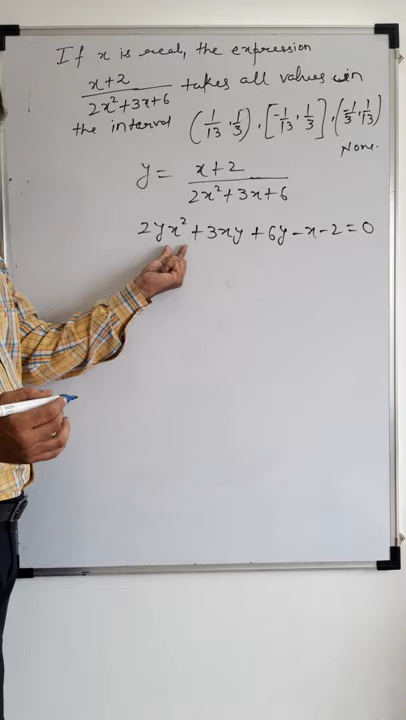 If x is real, the expression
x+2 / 2x²+3x+6 takes all values in
the interval (1/13, 1/3), [-1/13, 1/3], (-1/3, 1/13)
None.
y = x+2 / 2x²+3x+6
2yx² + 3xy + 6y - x - 2 = 0